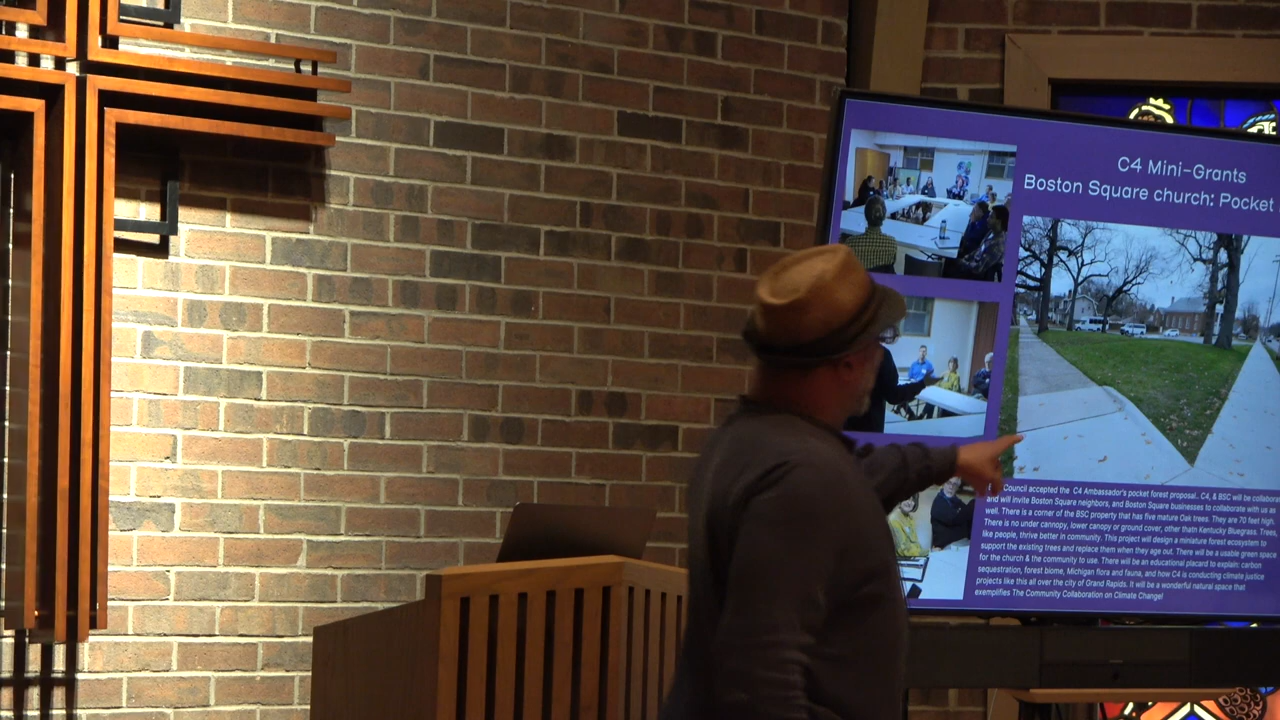 C4 Mini-Grants
Boston Square church: Pocket
Council accepted the C4 Ambassador's pocket forest proposal.. C4, & BSC will be collabora
and will invite Boston Square neighbors, and Boston Square businesses to collaborate with us as
well. There is a corner of the BSC property that has five mature Oak trees. They are 70 feet high.
There is no under canopy, lower canopy or ground cover, other thatn Kentucky Bluegrass. Trees,
like people, thrive better in community. This project will design a miniature forest ecosystem to
support the existing trees and replace them when they age out. There will be a usable green space
for the church & the community to use. There will be an educational placard to explain: carbon
sequestration, forest biome, Michigan flora and fauna, and how C4 is conducting climate justice
projects like this all over the city of Grand Rapids. It will be a wonderful natural space that
exemplifies The Community Collaboration on Climate Change!